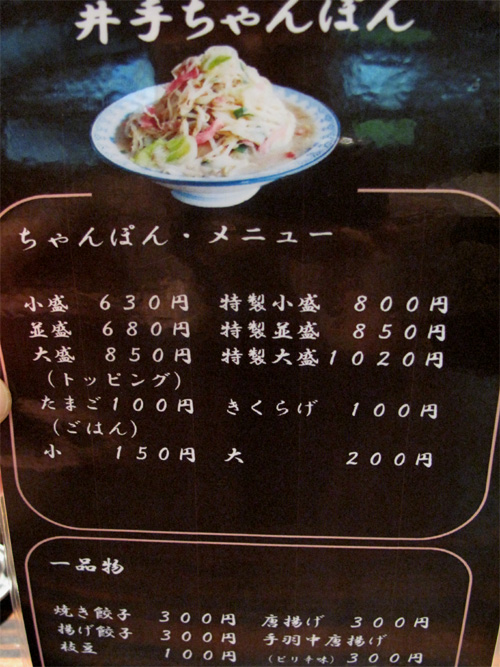 井手ちゃんぽん
ちゃんぽん・メニュー
小盛 630円 特製小盛 800円
並盛 680円 特製並盛 850円
大盛 850円 特製大盛 1020円
(トッピング)
たまご 100円 きくらげ 100円
(ごはん)
小 150円 大 200円
一品物
焼き餃子 300円 唐揚げ 300円
揚げ餃子 300円 手羽中唐揚げ
枝豆 100円 (ピリ辛味) 300円